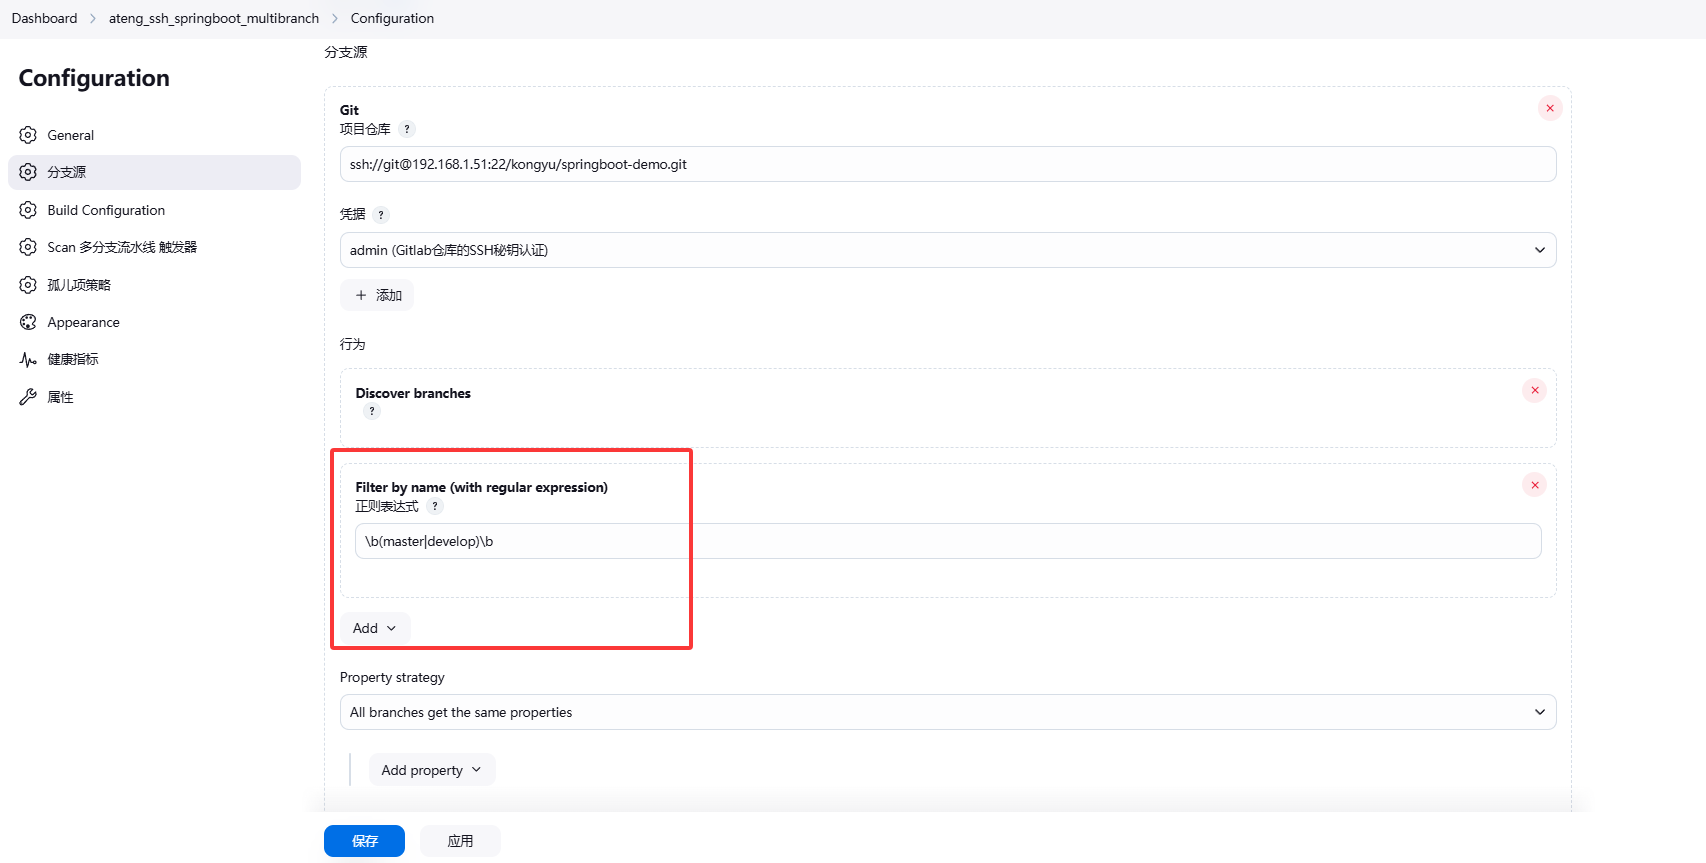 Dashboard > ateng_ssh_springboot_multibranch > Configuration
Configuration
General
分支源
Build Configuration
Scan 多分支流水线 触发器
孤儿项策略
Appearance
健康指标
属性
分支源
Git
项目仓库 ?
ssh://git@192.168.1.51:22/kongyu/springboot-demo.git
凭据 ?
admin (Gitlab仓库的SSH秘钥认证)
+ 添加
行为
Discover branches
?
Filter by name (with regular expression)
正则表达式 ?
\b(master|develop)\b
Add
Property strategy
All branches get the same properties
Add property
保存 应用